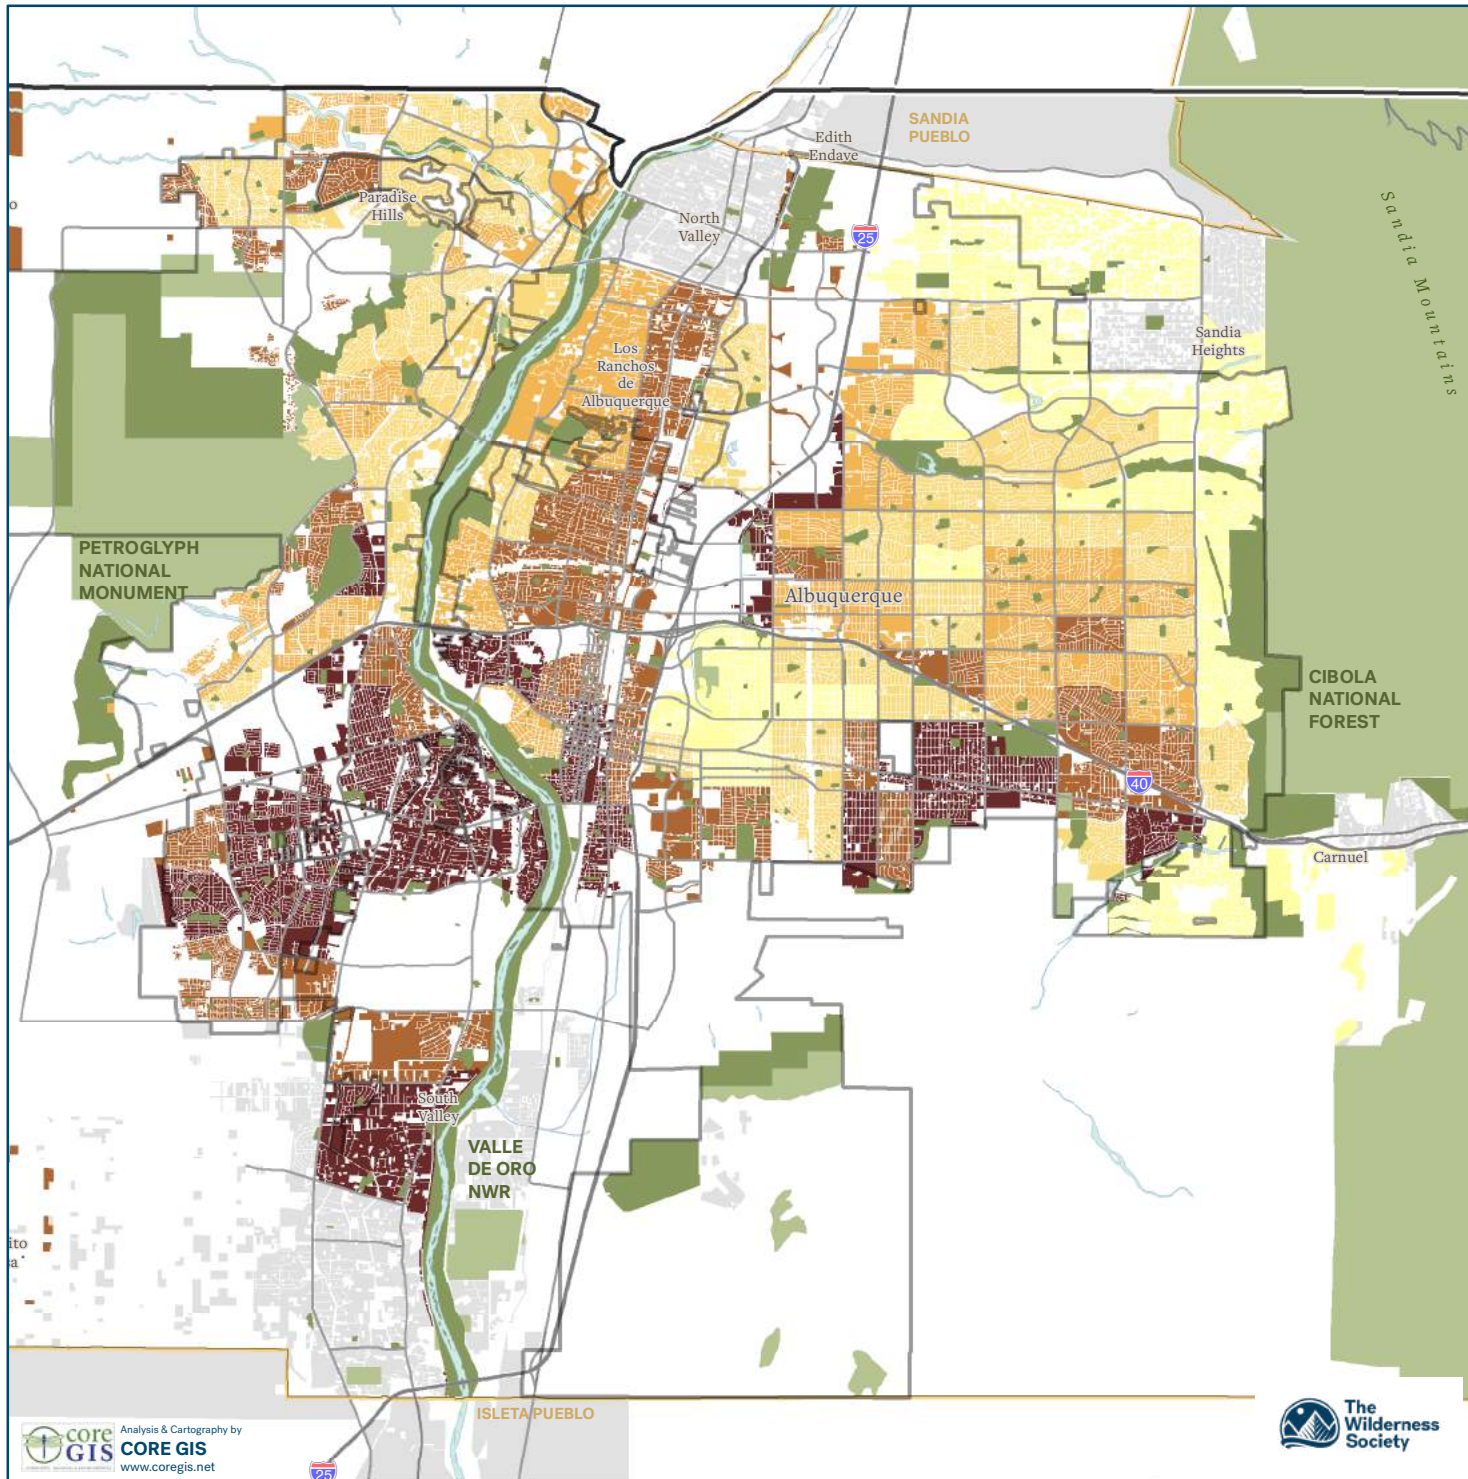 SANDIA
PUEBLO
Edith
Endave
25
North
Valley
Paradise
Hills
o
Sandia Mountains
Sandia
Heights
Los
Ranchos
de
Albuquerque
PETROGLYPH
NATIONAL
MONUMENT
Albuquerque
CIBOLA
NATIONAL
FOREST
40
Carnuel
South
Valley
VALLE
DE ORO
NWR
ito
a
ISLETA PUEBLO
core
GIS
Analysis & Cartography by
CORE GIS
www.coregis.net
25
The
Wilderness
Society